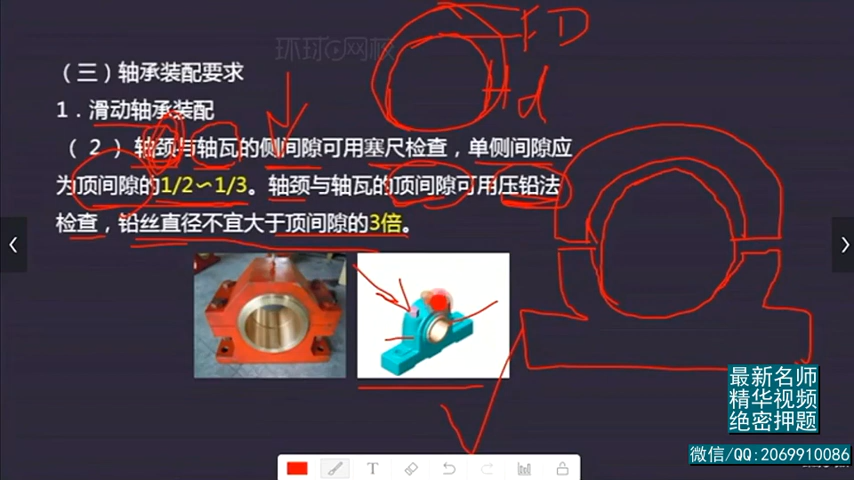 环球网校
FD
d
（三）轴承装配要求
1．滑动轴承装配
（2）轴颈与轴瓦的侧间隙可用塞尺检查，单侧间隙应
为顶间隙的1/2～1/3。轴颈与轴瓦的顶间隙可用压铅法
检查，铅丝直径不宜大于顶间隙的3倍。
最新名师
精华视频
绝密押题
微信/QQ:2069910086
T